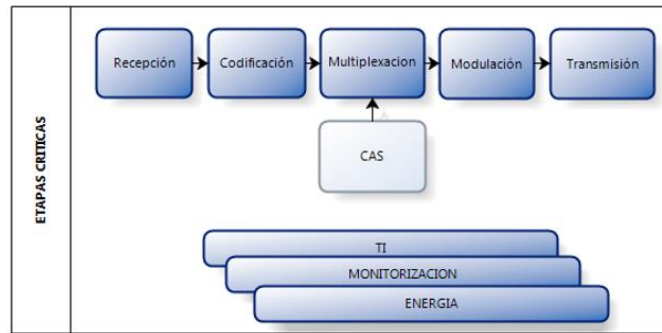 ETAPAS CRITICAS
Recepción
Codificación
Multiplexacion
Modulación
Transmisión
CAS
TI
MONITORIZACION
ENERGIA